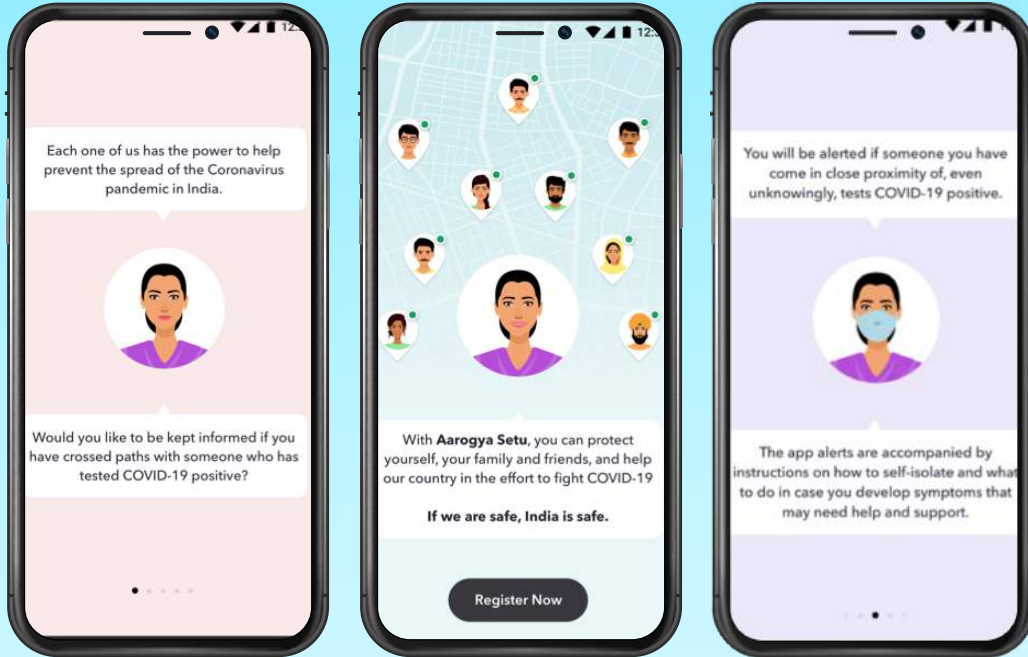 12:
Each one of us has the power to help
prevent the spread of the Coronavirus
pandemic in India.
Would you like to be kept informed if you
have crossed paths with someone who has
tested COVID-19 positive?
12:
With Aarogya Setu, you can protect
yourself, your family and friends, and help
our country in the effort to fight COVID-19
If we are safe, India is safe.
Register Now
You will be alerted if someone you have
come in close proximity of, even
unknowingly, tests COVID-19 positive.
The app alerts are accompanied by
instructions on how to self-isolate and what
to do in case you develop symptoms that
may need help and support.